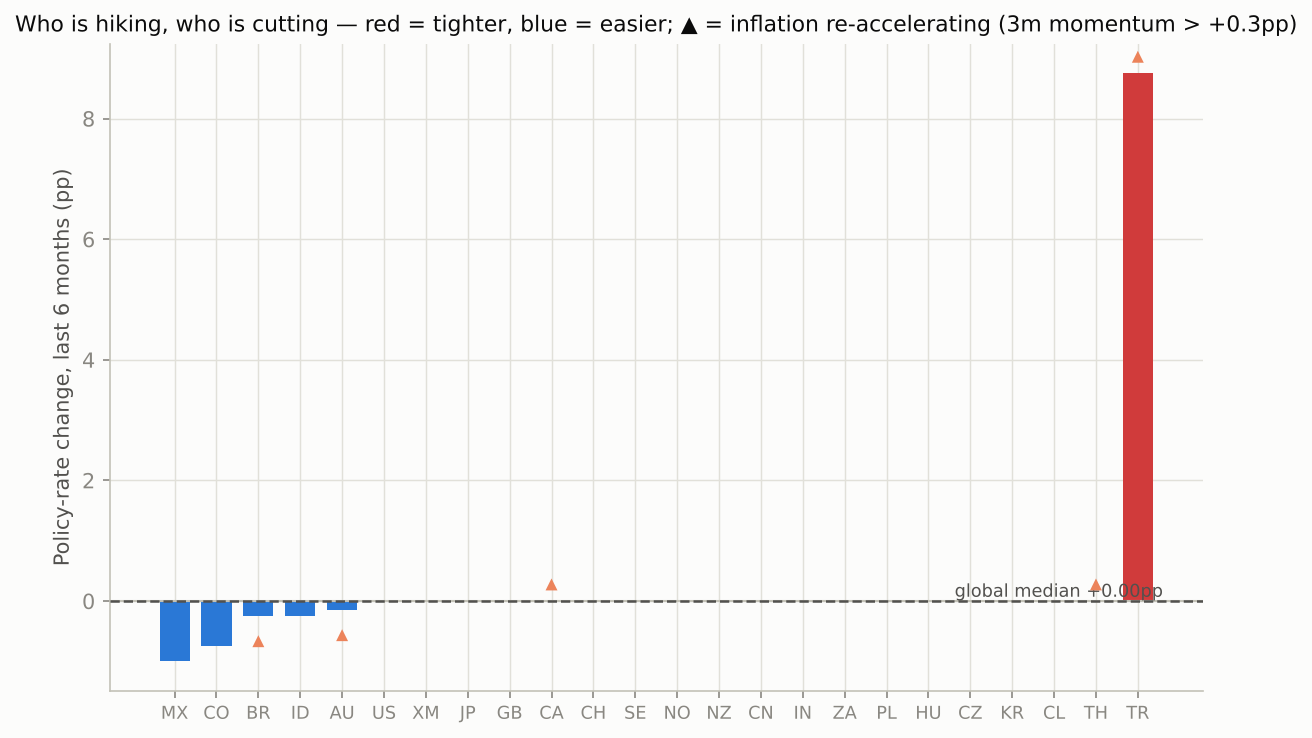 Who is hiking, who is cutting — red = tighter, blue = easier; ▲ = inflation re-accelerating (3m momentum > +0.3pp)
Policy-rate change, last 6 months (pp)
8
6
4
2
0
global median +0.00pp
MX CO BR ID AU US XM JP GB CA CH SE NO NZ CN IN ZA PL HU CZ KR CL TH TR